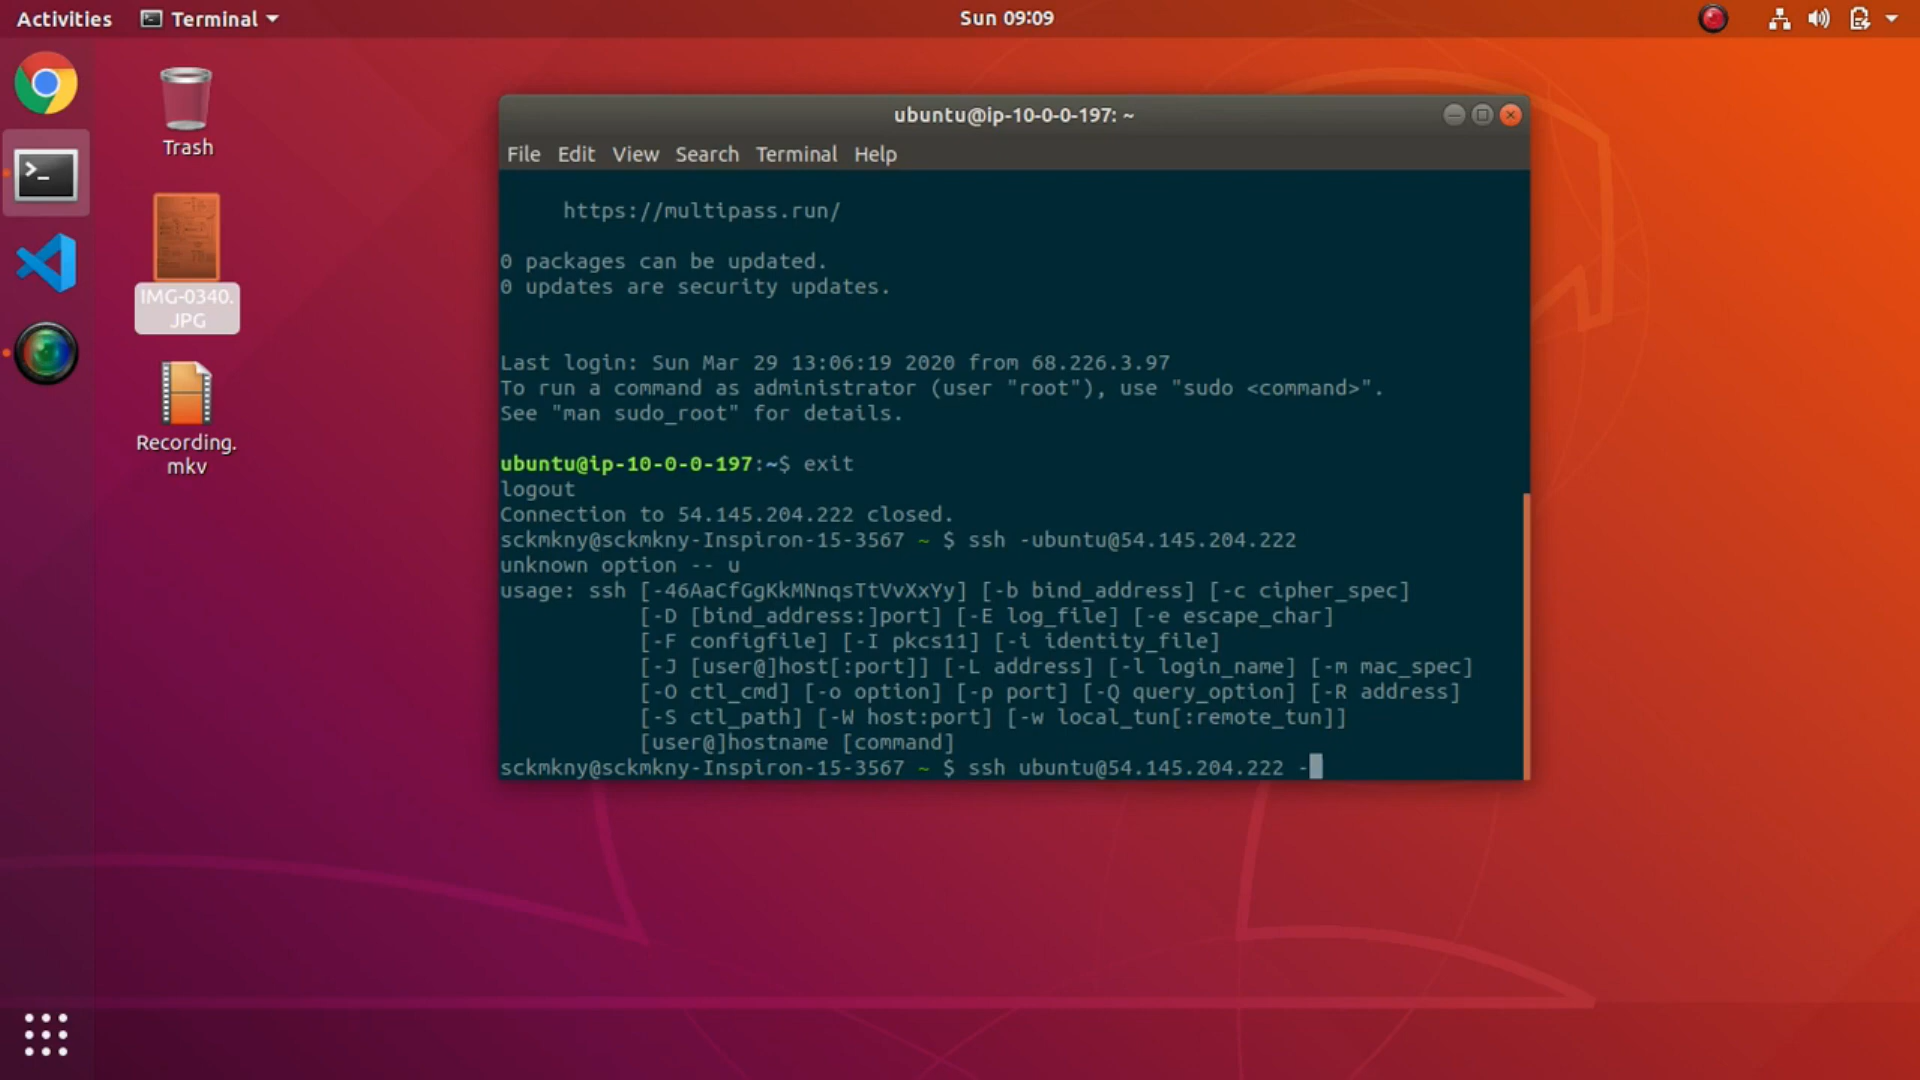 Activities
Terminal
Sun 09:09
Trash
IMG-0340.
JPG
Recording.
mkv
ubuntu@ip-10-0-0-197: ~
File Edit View Search Terminal Help
https://multipass.run/
0 packages can be updated.
0 updates are security updates.
Last login: Sun Mar 29 13:06:19 2020 from 68.226.3.97
To run a command as administrator (user "root"), use "sudo <command>".
See "man sudo_root" for details.
ubuntu@ip-10-0-0-197:~$ exit
logout
Connection to 54.145.204.222 closed.
sckmkny@sckmkny-Inspiron-15-3567 ~ $ ssh -ubuntu@54.145.204.222
unknown option -- u
usage: ssh [-46AaCfGgKkMNnqsTtVvXxYy] [-b bind_address] [-c cipher_spec]
[-D [bind_address:]port] [-E log_file] [-e escape_char]
[-F configfile] [-I pkcs11] [-i identity_file]
[-J [user@]host[:port]] [-L address] [-l login_name] [-m mac_spec]
[-O ctl_cmd] [-o option] [-p port] [-Q query_option] [-R address]
[-S ctl_path] [-W host:port] [-w local_tun[:remote_tun]]
[user@]hostname [command]
sckmkny@sckmkny-Inspiron-15-3567 ~ $ ssh ubuntu@54.145.204.222 -